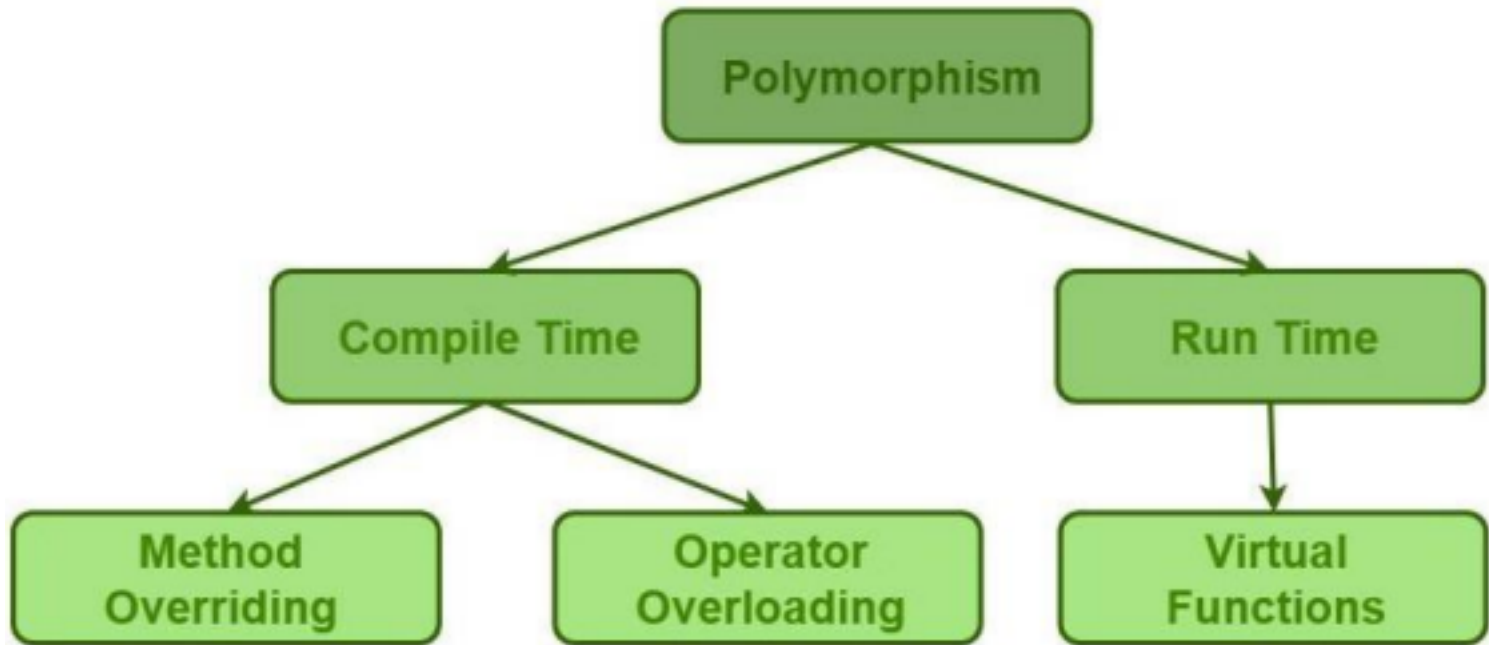 Polymorphism
Compile Time
Run Time
Method
Overriding
Operator
Overloading
Virtual
Functions